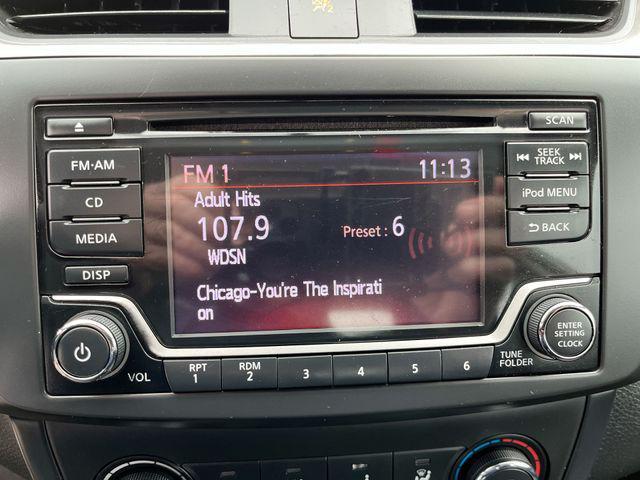 SCAN
FM·AM
CD
MEDIA
DISP
FM 1 11:13
Adult Hits
107.9 Preset : 6
WDSN
Chicago-You're The Inspirati
on
SEEK
TRACK
iPod MENU
BACK
VOL
RPT
1
RDM
2
3
4
5
6
TUNE
FOLDER
ENTER
SETTING
CLOCK